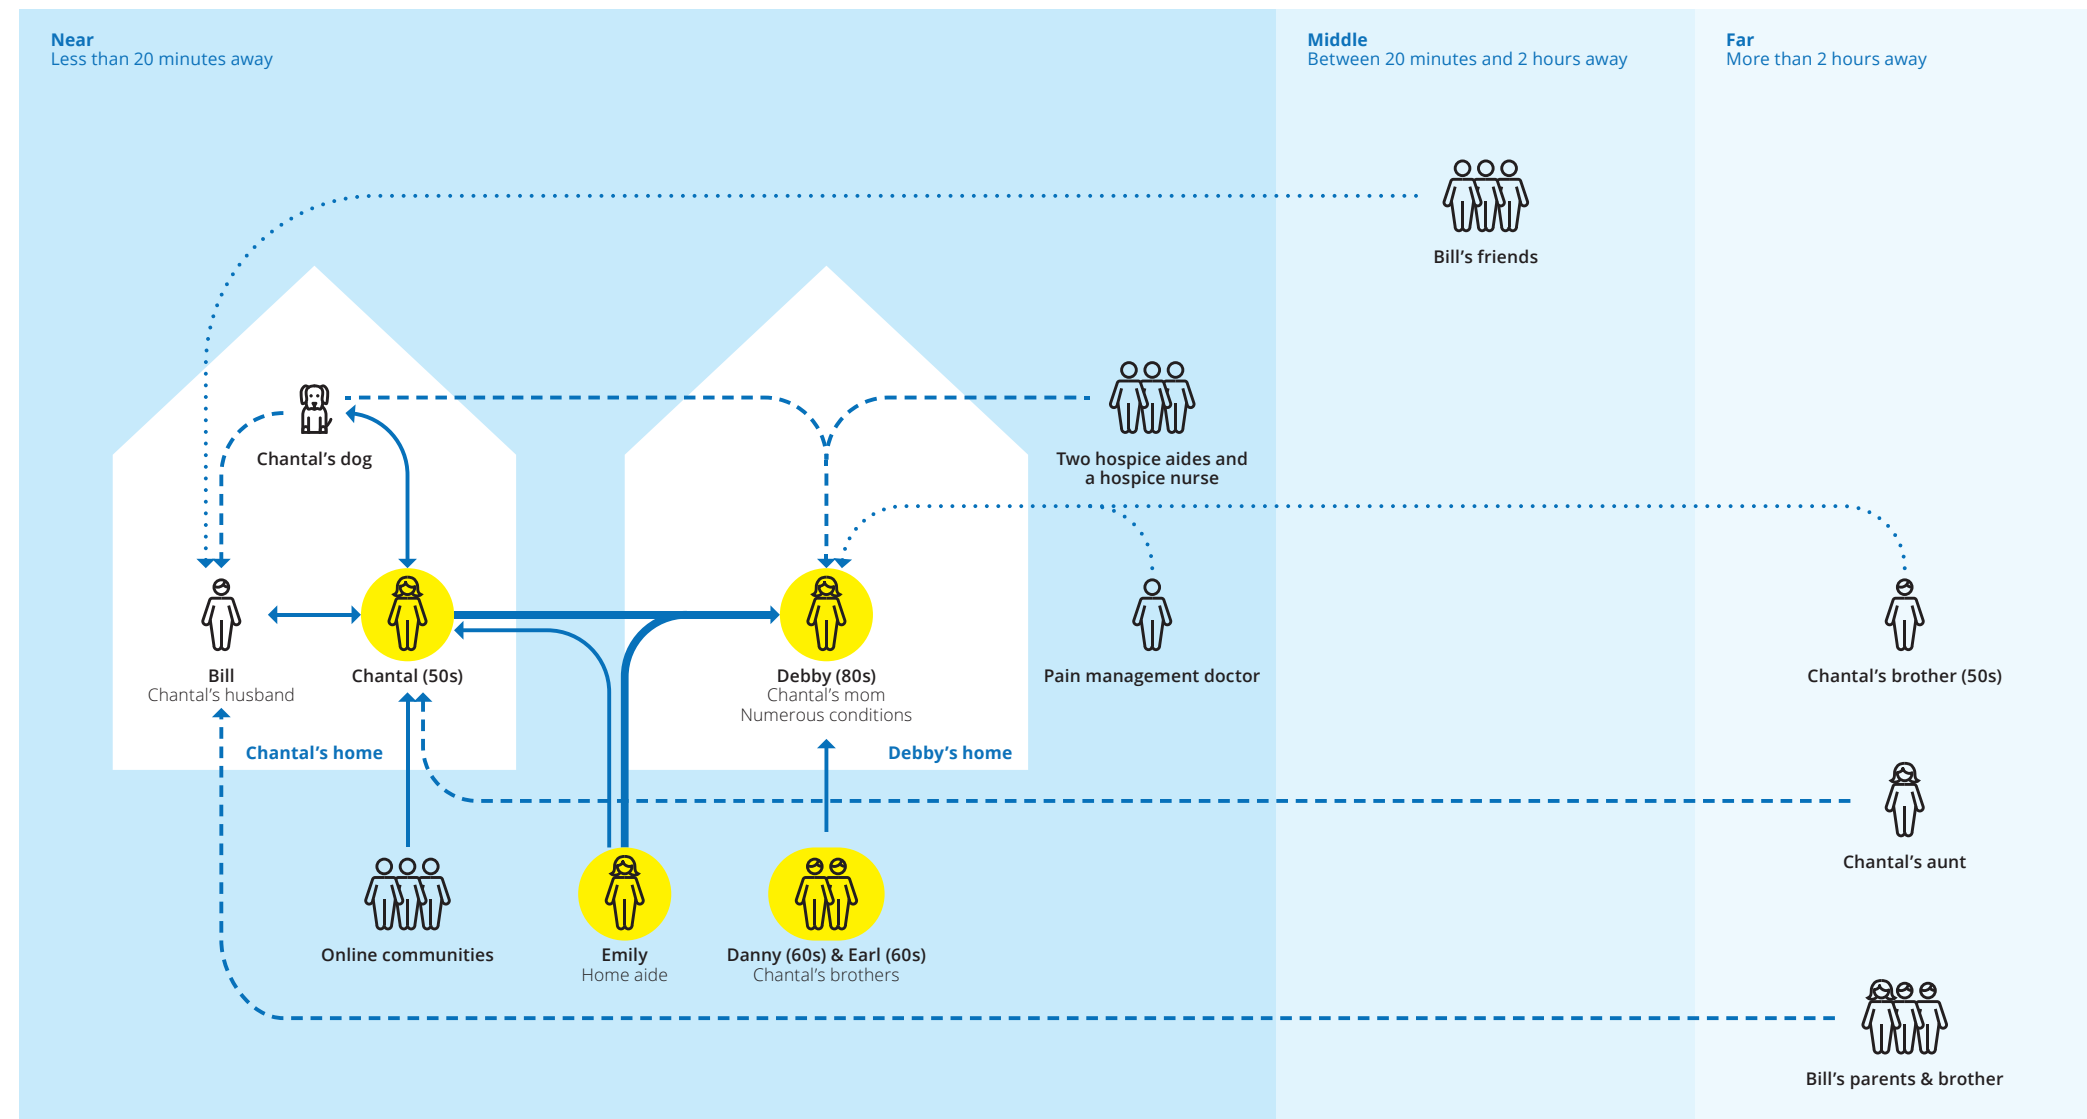 Near
Less than 20 minutes away
Middle
Between 20 minutes and 2 hours away
Far
More than 2 hours away
Bill’s friends
Chantal’s dog
Two hospice aides and
a hospice nurse
Bill
Chantal’s husband
Chantal (50s)
Debby (80s)
Chantal’s mom
Numerous conditions
Pain management doctor
Chantal’s brother (50s)
Chantal’s home
Debby’s home
Chantal’s aunt
Online communities
Emily
Home aide
Danny (60s) & Earl (60s)
Chantal’s brothers
Bill’s parents & brother